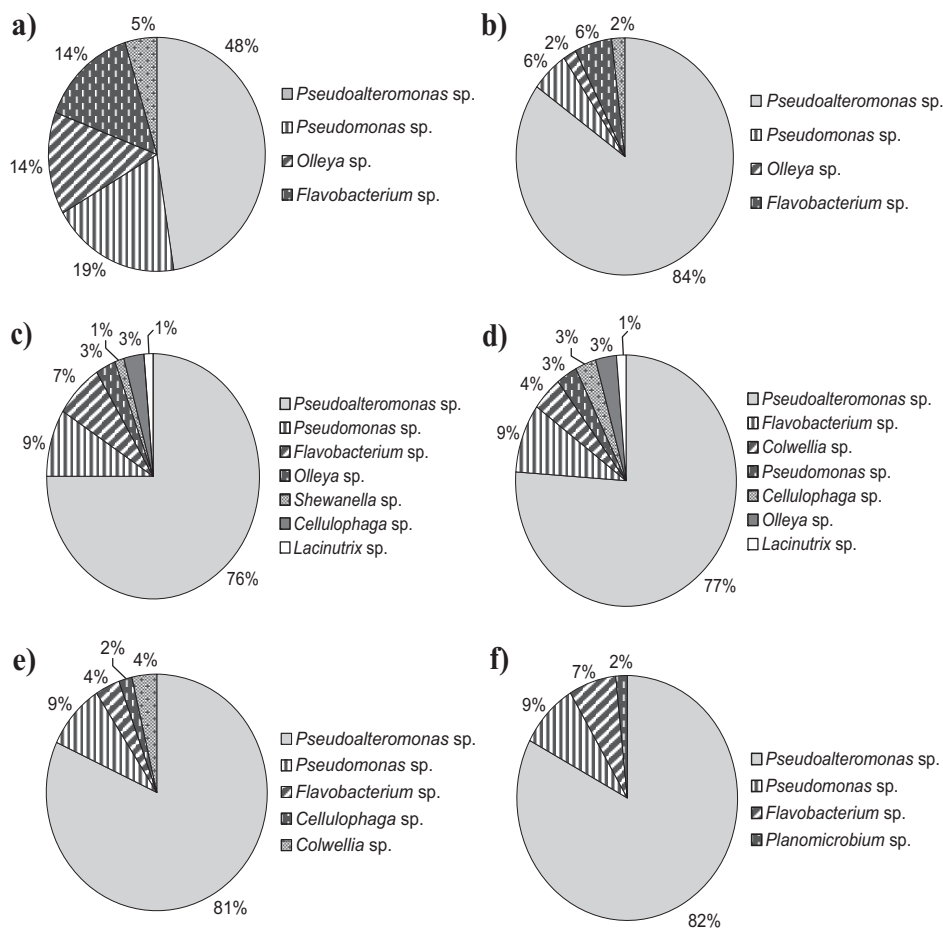 a)
5%
48%
14%
14%
19%
Pseudoalteromonas sp.
Pseudomonas sp.
Olleya sp.
Flavobacterium sp.
b)
2%
6%
2%
6%
84%
Pseudoalteromonas sp.
Pseudomonas sp.
Olleya sp.
Flavobacterium sp.
c)
1%
3%
1%
3%
7%
9%
76%
Pseudoalteromonas sp.
Pseudomonas sp.
Flavobacterium sp.
Olleya sp.
Shewanella sp.
Cellulophaga sp.
Lacinutrix sp.
d)
3%
3%
1%
3%
4%
9%
77%
Pseudoalteromonas sp.
Flavobacterium sp.
Colwellia sp.
Pseudomonas sp.
Cellulophaga sp.
Olleya sp.
Lacinutrix sp.
e)
2%
4%
4%
9%
81%
Pseudoalteromonas sp.
Pseudomonas sp.
Flavobacterium sp.
Cellulophaga sp.
Colwellia sp.
f)
2%
7%
9%
82%
Pseudoalteromonas sp.
Pseudomonas sp.
Flavobacterium sp.
Planomicrobium sp.